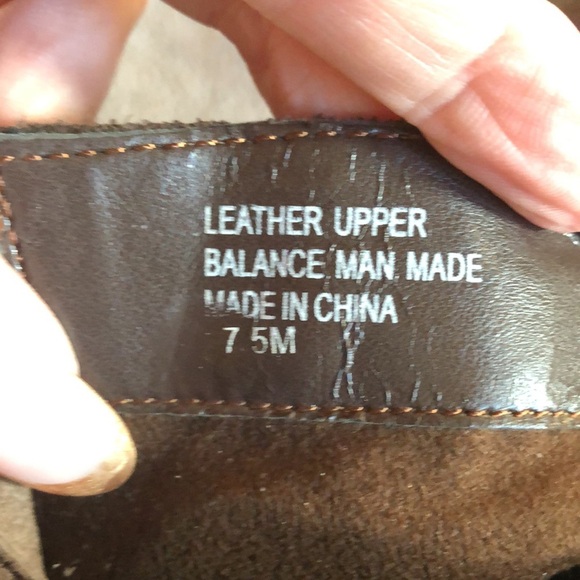 LEATHER UPPER
BALANCE MAN MADE
MADE IN CHINA
7.5M